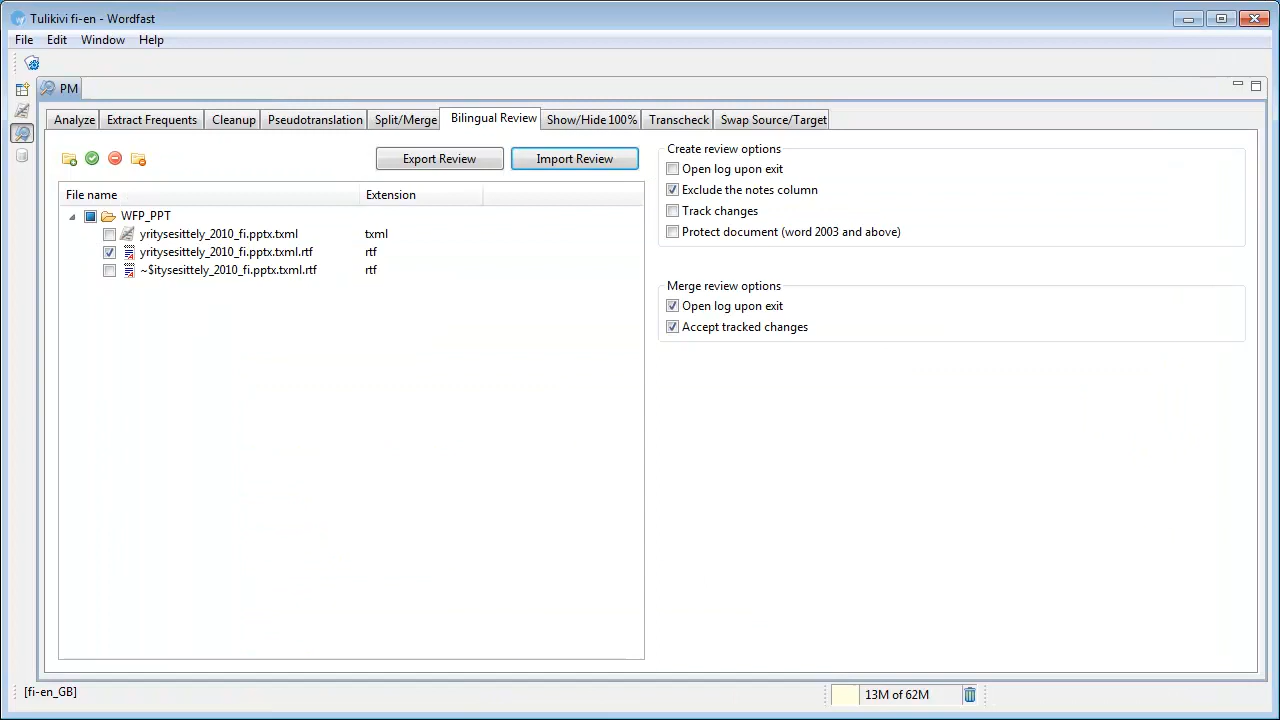 Tulikivi fi-en - Wordfast
File Edit Window Help
PM
Analyze Extract Frequents Cleanup Pseudotranslation Split/Merge Bilingual Review Show/Hide 100% Transcheck Swap Source/Target
Export Review Import Review
File name Extension
WFP_PPT
yritysesittely_2010_fi.pptx.txml txml
yritysesittely_2010_fi.pptx.txml.rtf rtf
~$itysesittely_2010_fi.pptx.txml.rtf rtf
Create review options
Open log upon exit
Exclude the notes column
Track changes
Protect document (word 2003 and above)
Merge review options
Open log upon exit
Accept tracked changes
[fi-en_GB]
13M of 62M